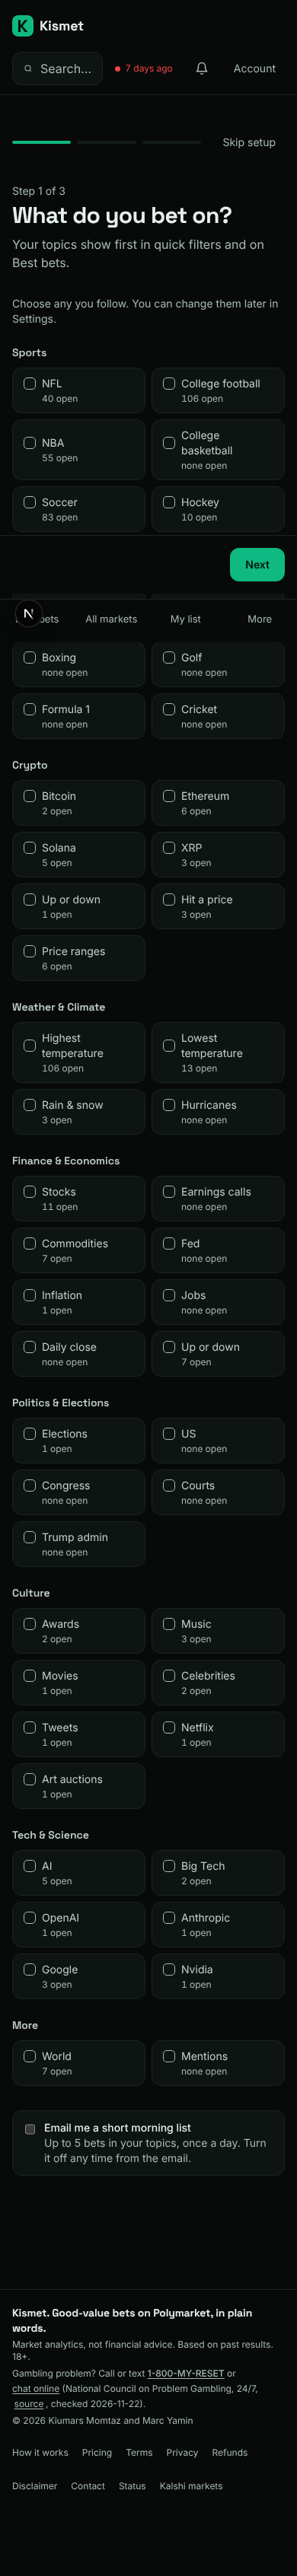 Kismet
Search...
7 days ago
Account
Skip setup
Step 1 of 3
What do you bet on?
Your topics show first in quick filters and on
Best bets.
Choose any you follow. You can change them later in
Settings.
Sports
NFL
40 open
College football
106 open
NBA
55 open
College
basketball
none open
Soccer
83 open
Hockey
10 open
Next
All markets
My list
More
Boxing
none open
Golf
none open
Formula 1
none open
Cricket
none open
Crypto
Bitcoin
2 open
Ethereum
6 open
Solana
5 open
XRP
3 open
Up or down
1 open
Hit a price
3 open
Price ranges
6 open
Weather & Climate
Highest
temperature
106 open
Lowest
temperature
13 open
Rain & snow
3 open
Hurricanes
none open
Finance & Economics
Stocks
11 open
Earnings calls
none open
Commodities
7 open
Fed
none open
Inflation
1 open
Jobs
none open
Daily close
none open
Up or down
7 open
Politics & Elections
Elections
1 open
US
none open
Congress
none open
Courts
none open
Trump admin
none open
Culture
Awards
2 open
Music
3 open
Movies
1 open
Celebrities
2 open
Tweets
1 open
Netflix
1 open
Art auctions
1 open
Tech & Science
AI
5 open
Big Tech
2 open
OpenAI
1 open
Anthropic
1 open
Google
3 open
Nvidia
1 open
More
World
7 open
Mentions
none open
Email me a short morning list
Up to 5 bets in your topics, once a day. Turn
it off any time from the email.
Kismet. Good-value bets on Polymarket, in plain
words.
Market analytics, not financial advice. Based on past results.
18+.
Gambling problem? Call or text 1-800-MY-RESET or
chat online (National Council on Problem Gambling, 24/7,
source, checked 2026-11-22).
© 2026 Kiumars Momtaz and Marc Yamin
How it works Pricing Terms Privacy Refunds
Disclaimer Contact Status Kalshi markets